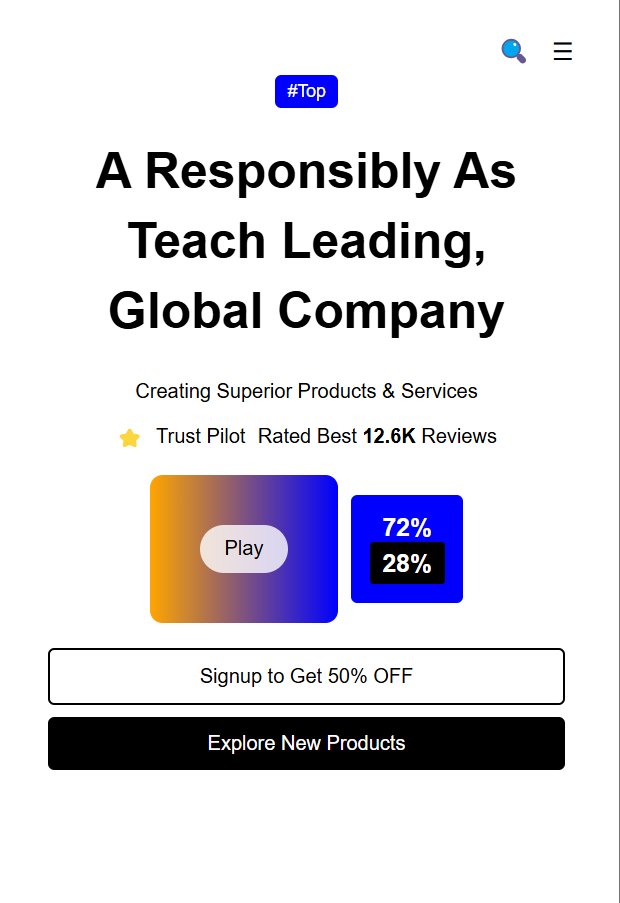 #Top
A Responsibly As
Teach Leading,
Global Company
Creating Superior Products & Services
Trust Pilot Rated Best 12.6K Reviews
Play
72%
28%
Signup to Get 50% OFF
Explore New Products